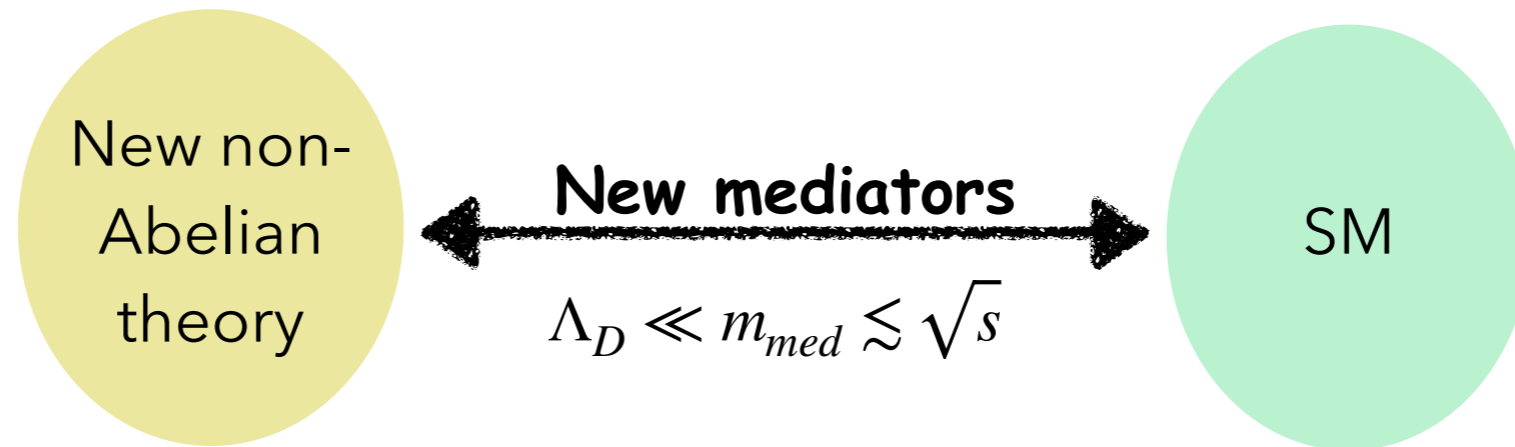 New non-
Abelian
theory
New mediators
Λ_D ≪ m_med ≲ √s
SM